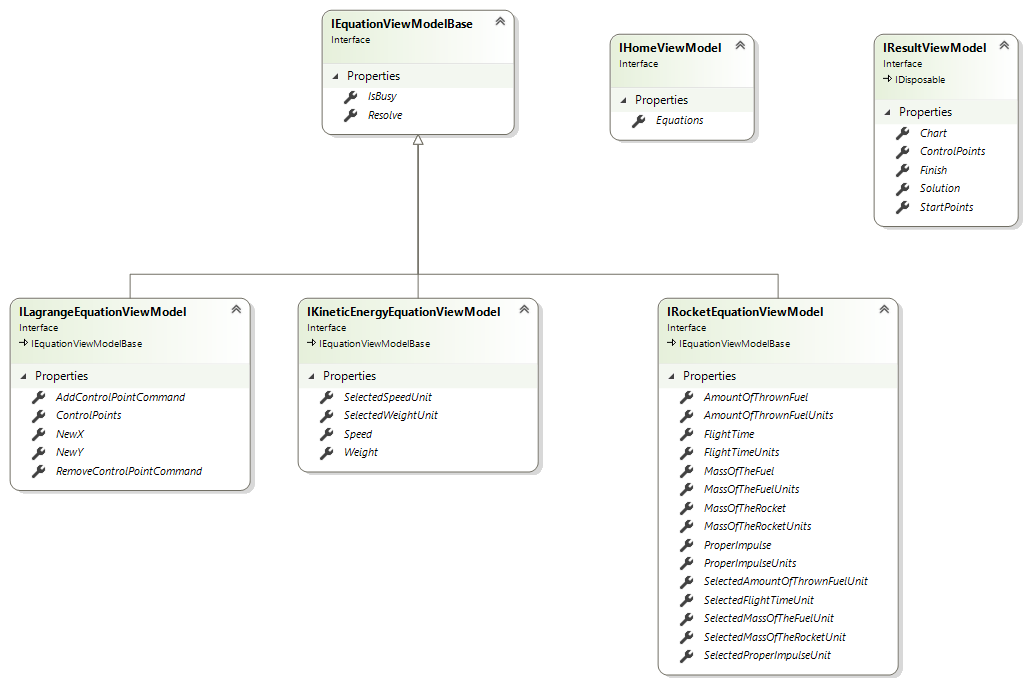 IEquationViewModelBase
Interface
Properties
IsBusy
Resolve
IHomeViewModel
Interface
Properties
Equations
IResultViewModel
Interface
IDisposable
Properties
Chart
ControlPoints
Finish
Solution
StartPoints
ILagrangeEquationViewModel
Interface
IEquationViewModelBase
Properties
AddControlPointCommand
ControlPoints
NewX
NewY
RemoveControlPointCommand
IKineticEnergyEquationViewModel
Interface
IEquationViewModelBase
Properties
SelectedSpeedUnit
SelectedWeightUnit
Speed
Weight
IRocketEquationViewModel
Interface
IEquationViewModelBase
Properties
AmountOfThrownFuel
AmountOfThrownFuelUnits
FlightTime
FlightTimeUnits
MassOfTheFuel
MassOfTheFuelUnits
MassOfTheRocket
MassOfTheRocketUnits
ProperImpulse
ProperImpulseUnits
SelectedAmountOfThrownFuelUnit
SelectedFlightTimeUnit
SelectedMassOfTheFuelUnit
SelectedMassOfTheRocketUnit
SelectedProperImpulseUnit